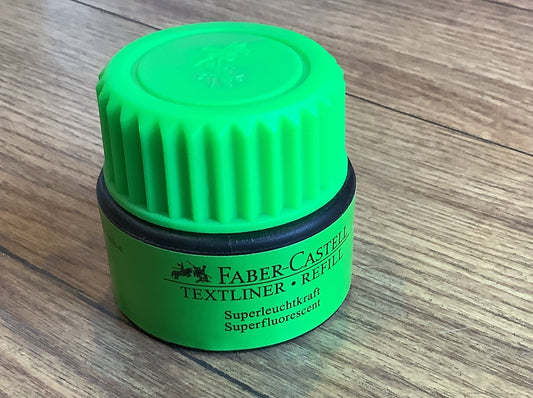 FABER-CASTELL
TEXTLINER • REFILL
Superleuchtkraft
Superfluorescent